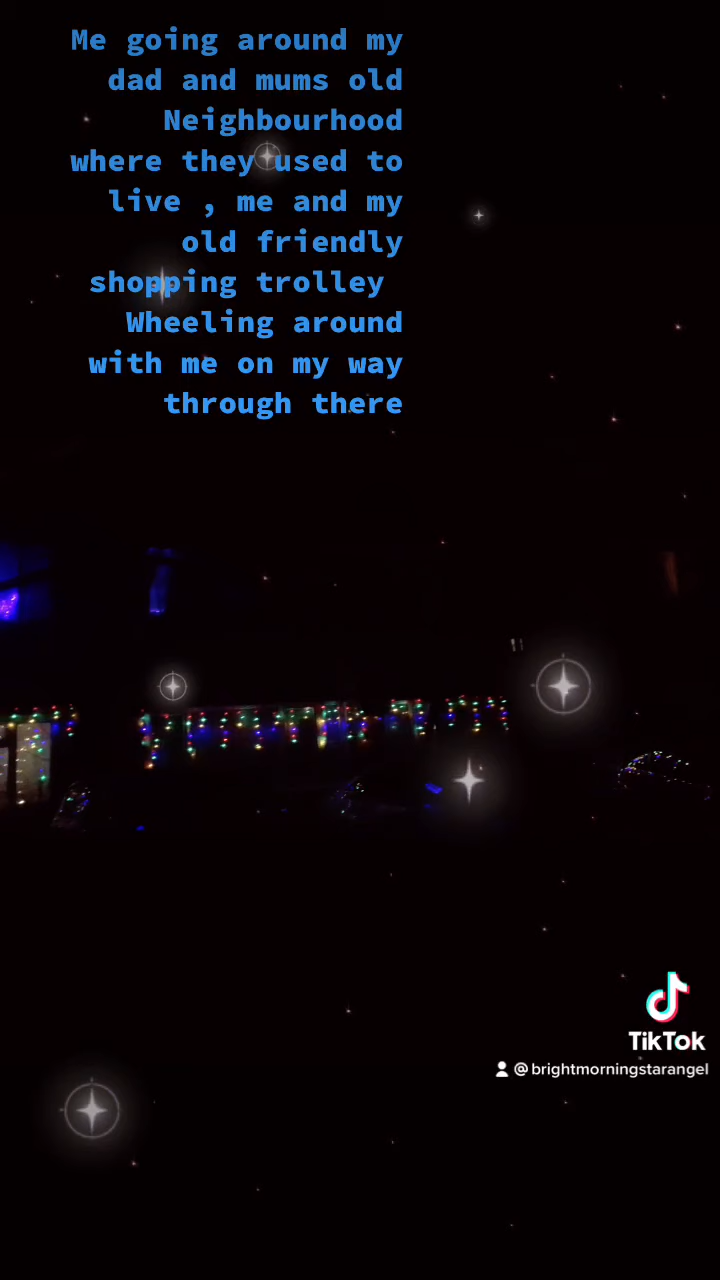 Me going around my
dad and mums old
Neighbourhood
where they used to
live , me and my
old friendly
shopping trolley
Wheeling around
with me on my way
through there
TikTok
@brightmorningstarangel